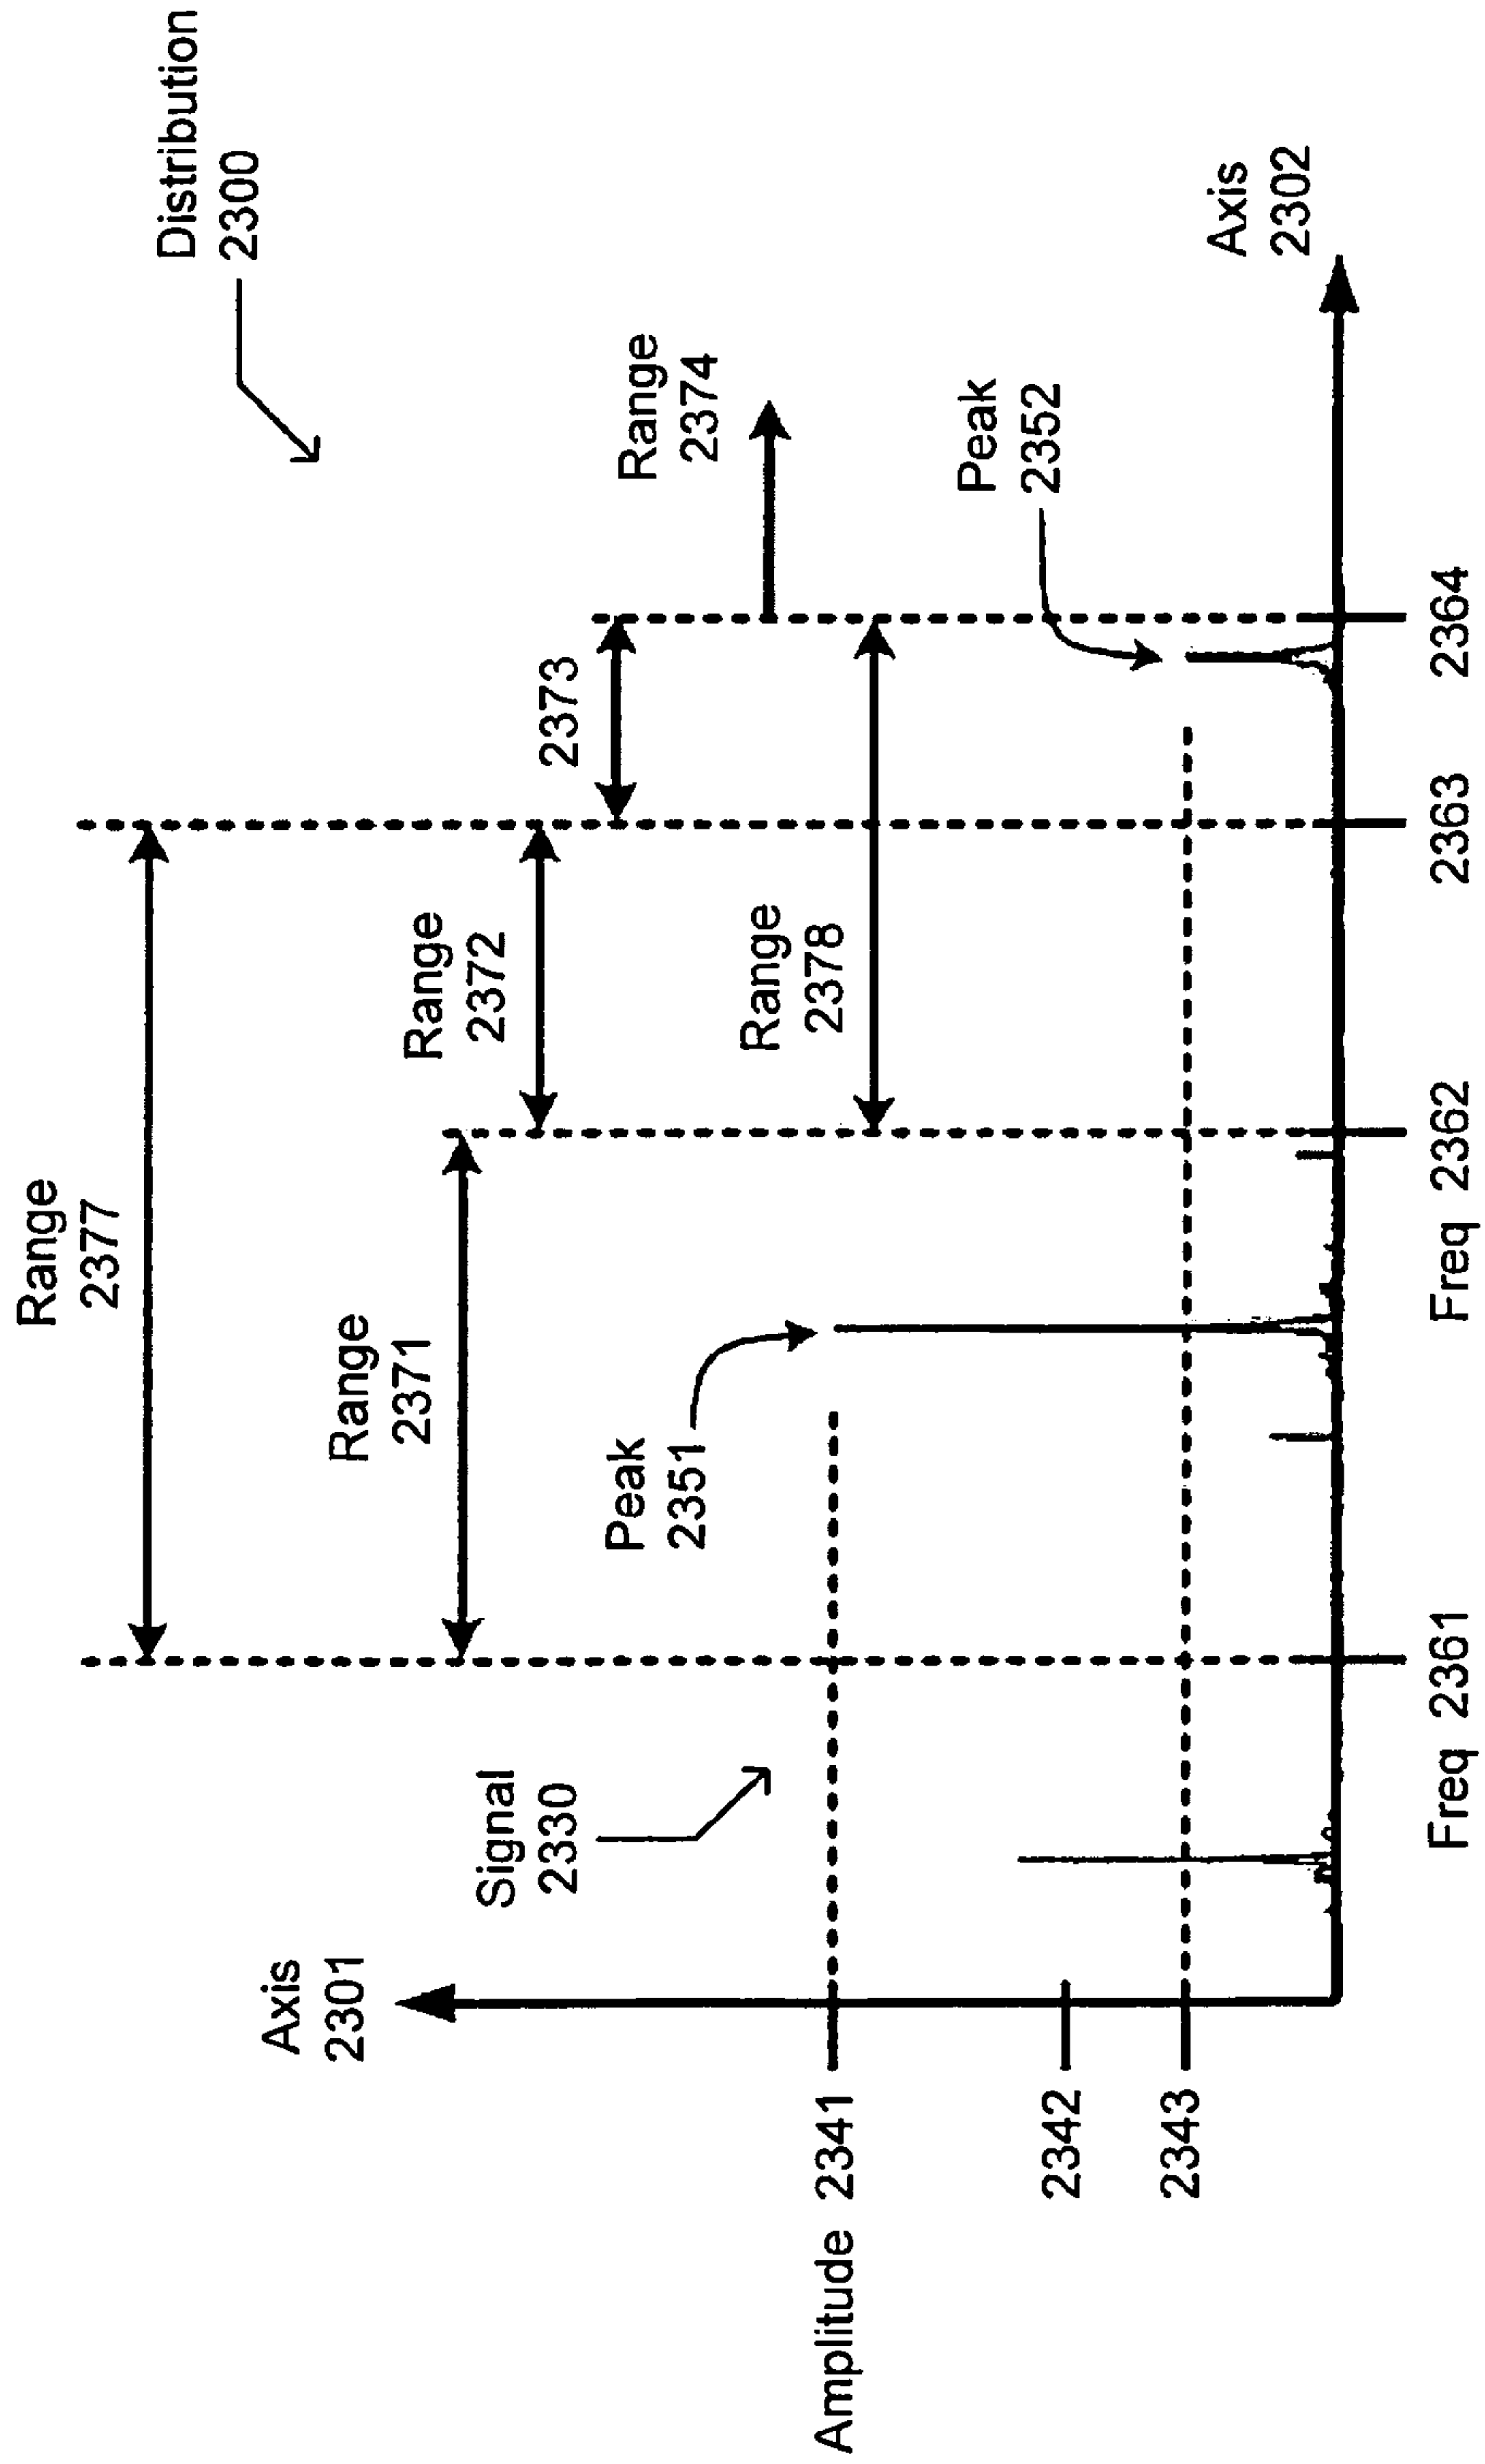 Distribution
2300
Range
2377
Axis
2301
Range
2372
Range
2371
2373
Range
2374
Signal
2330
Peak
2351
Range
2378
Peak
2352
Axis
2302
Amplitude 2341
2342
2343
Freq 2361
Freq 2362
2363
2364